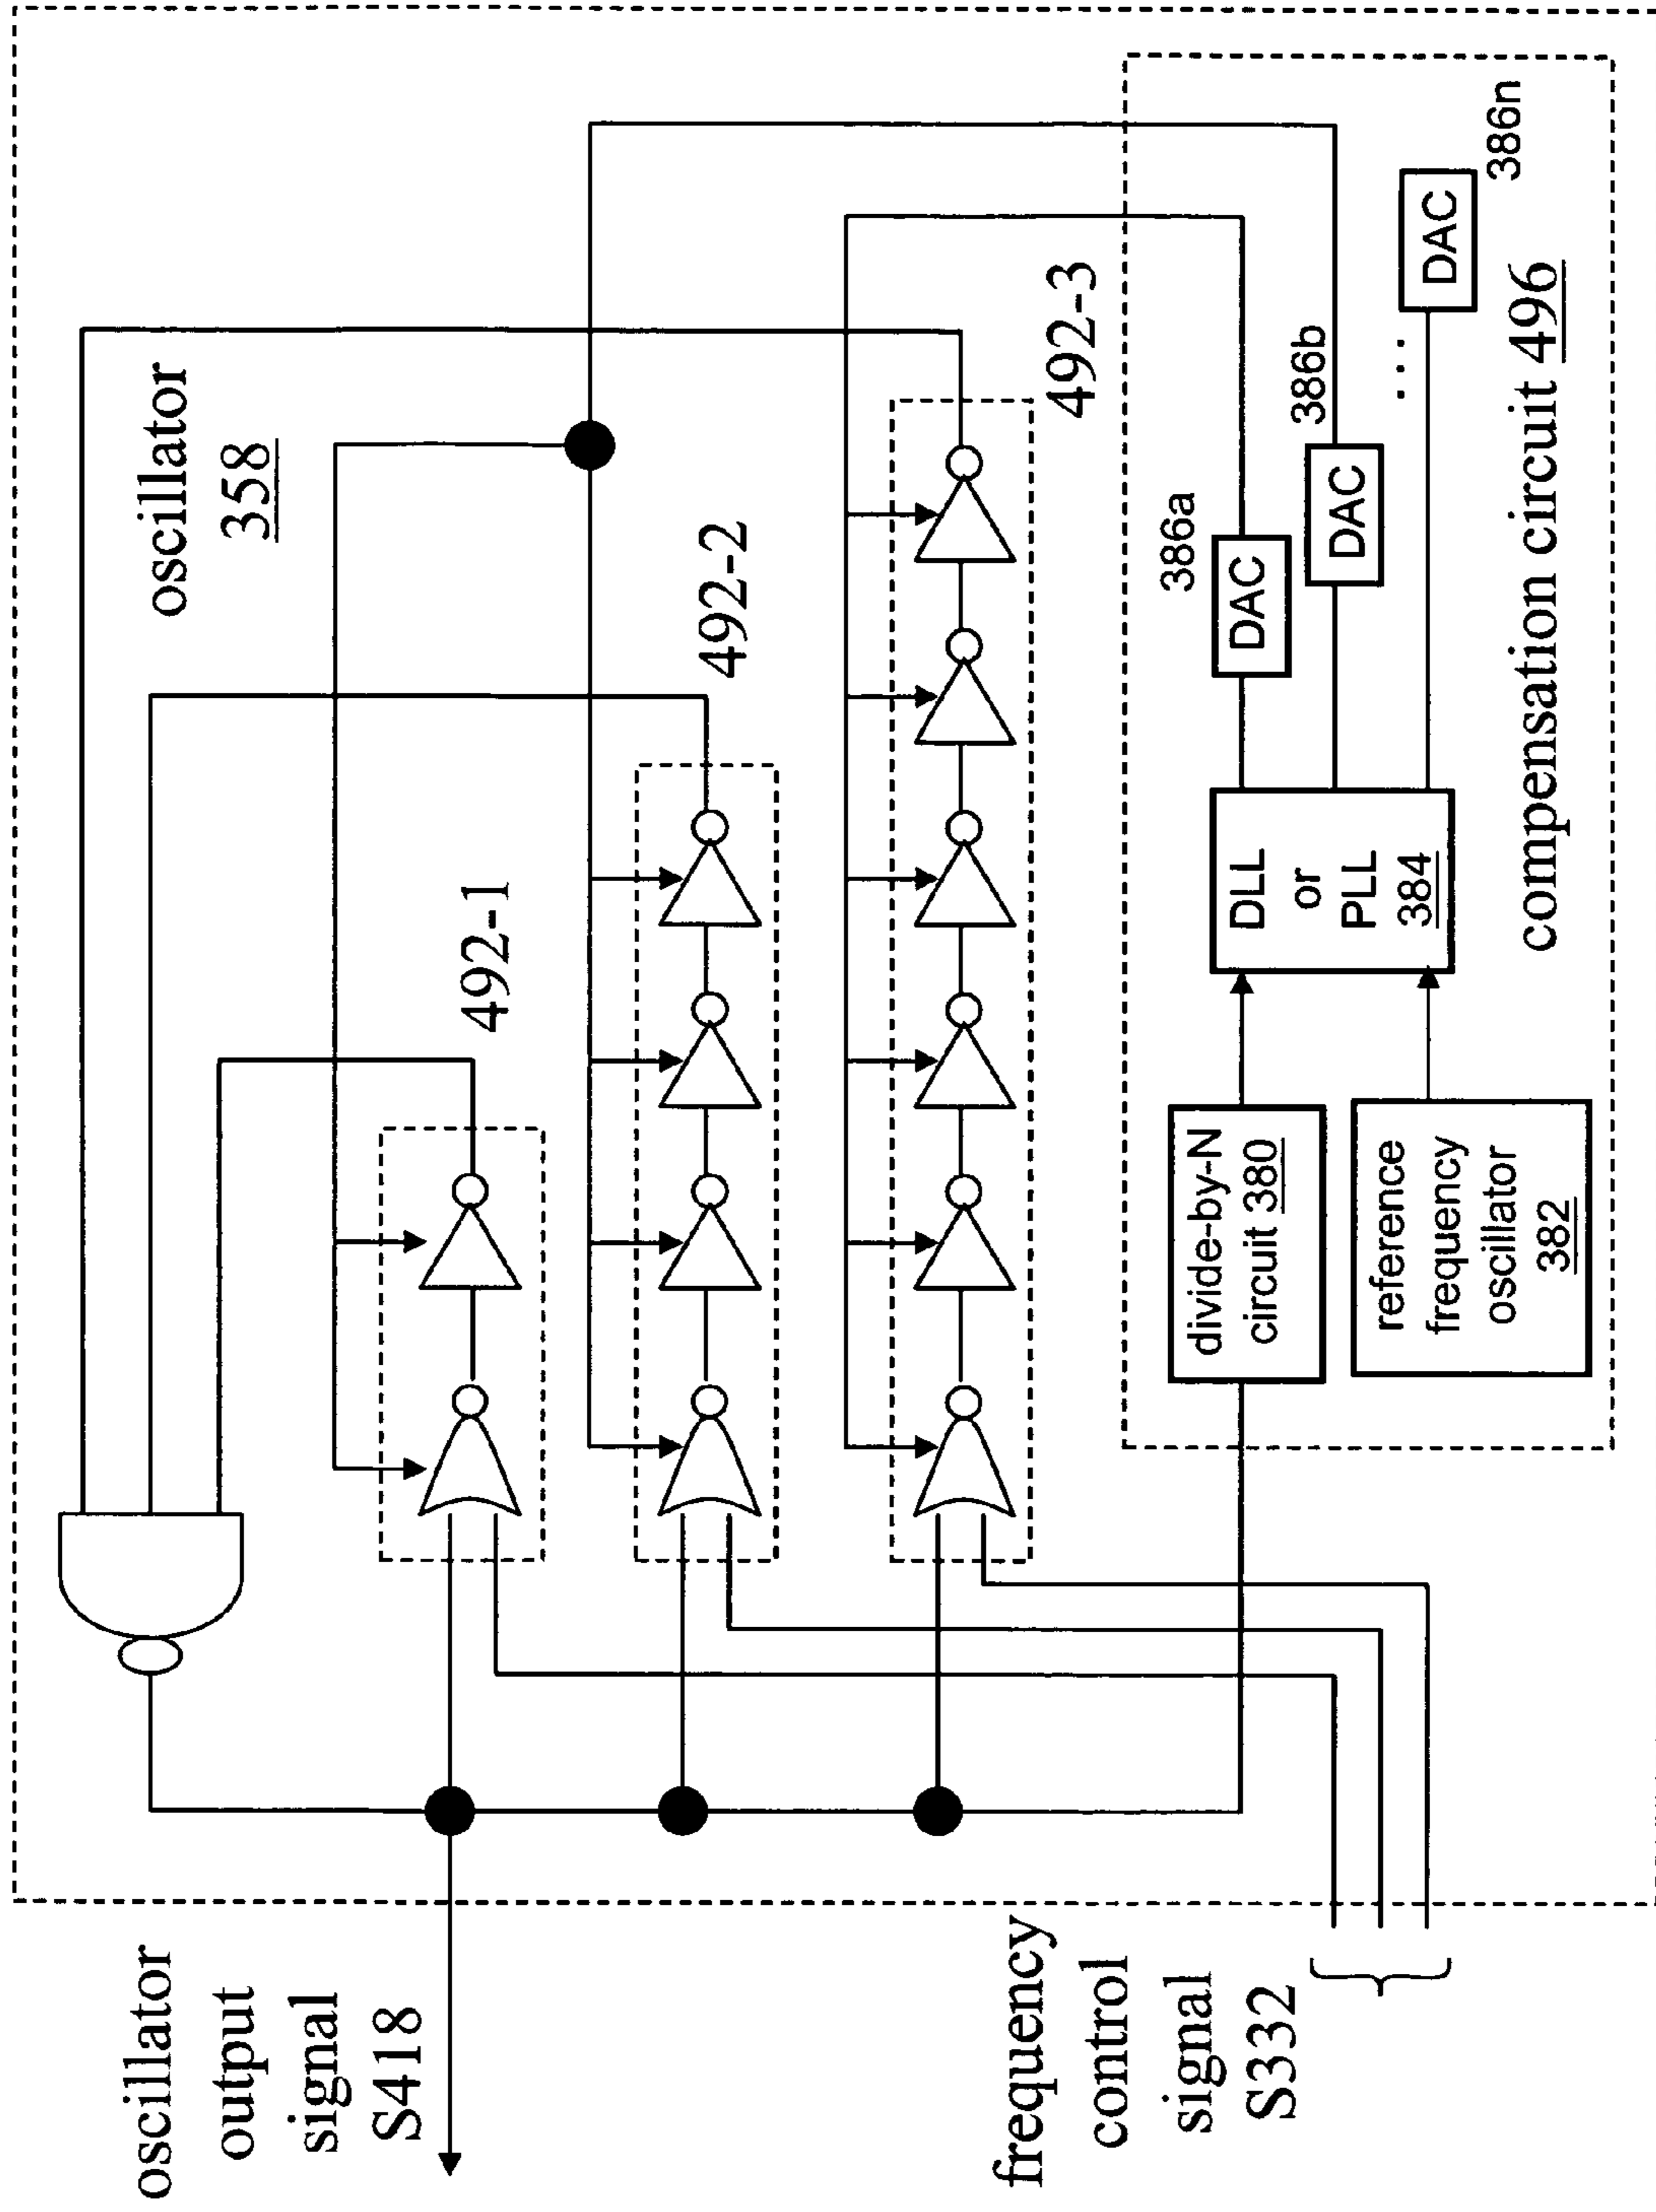 oscillator
358
492-1
492-2
492-3
oscillator
output
signal
S418
frequency
control
signal
S332
divide-by-N
circuit 380
reference
frequency
oscillator
382
DLL
or
PLL
384
386a
DAC
386b
DAC
...
DAC
386n
compensation circuit 496